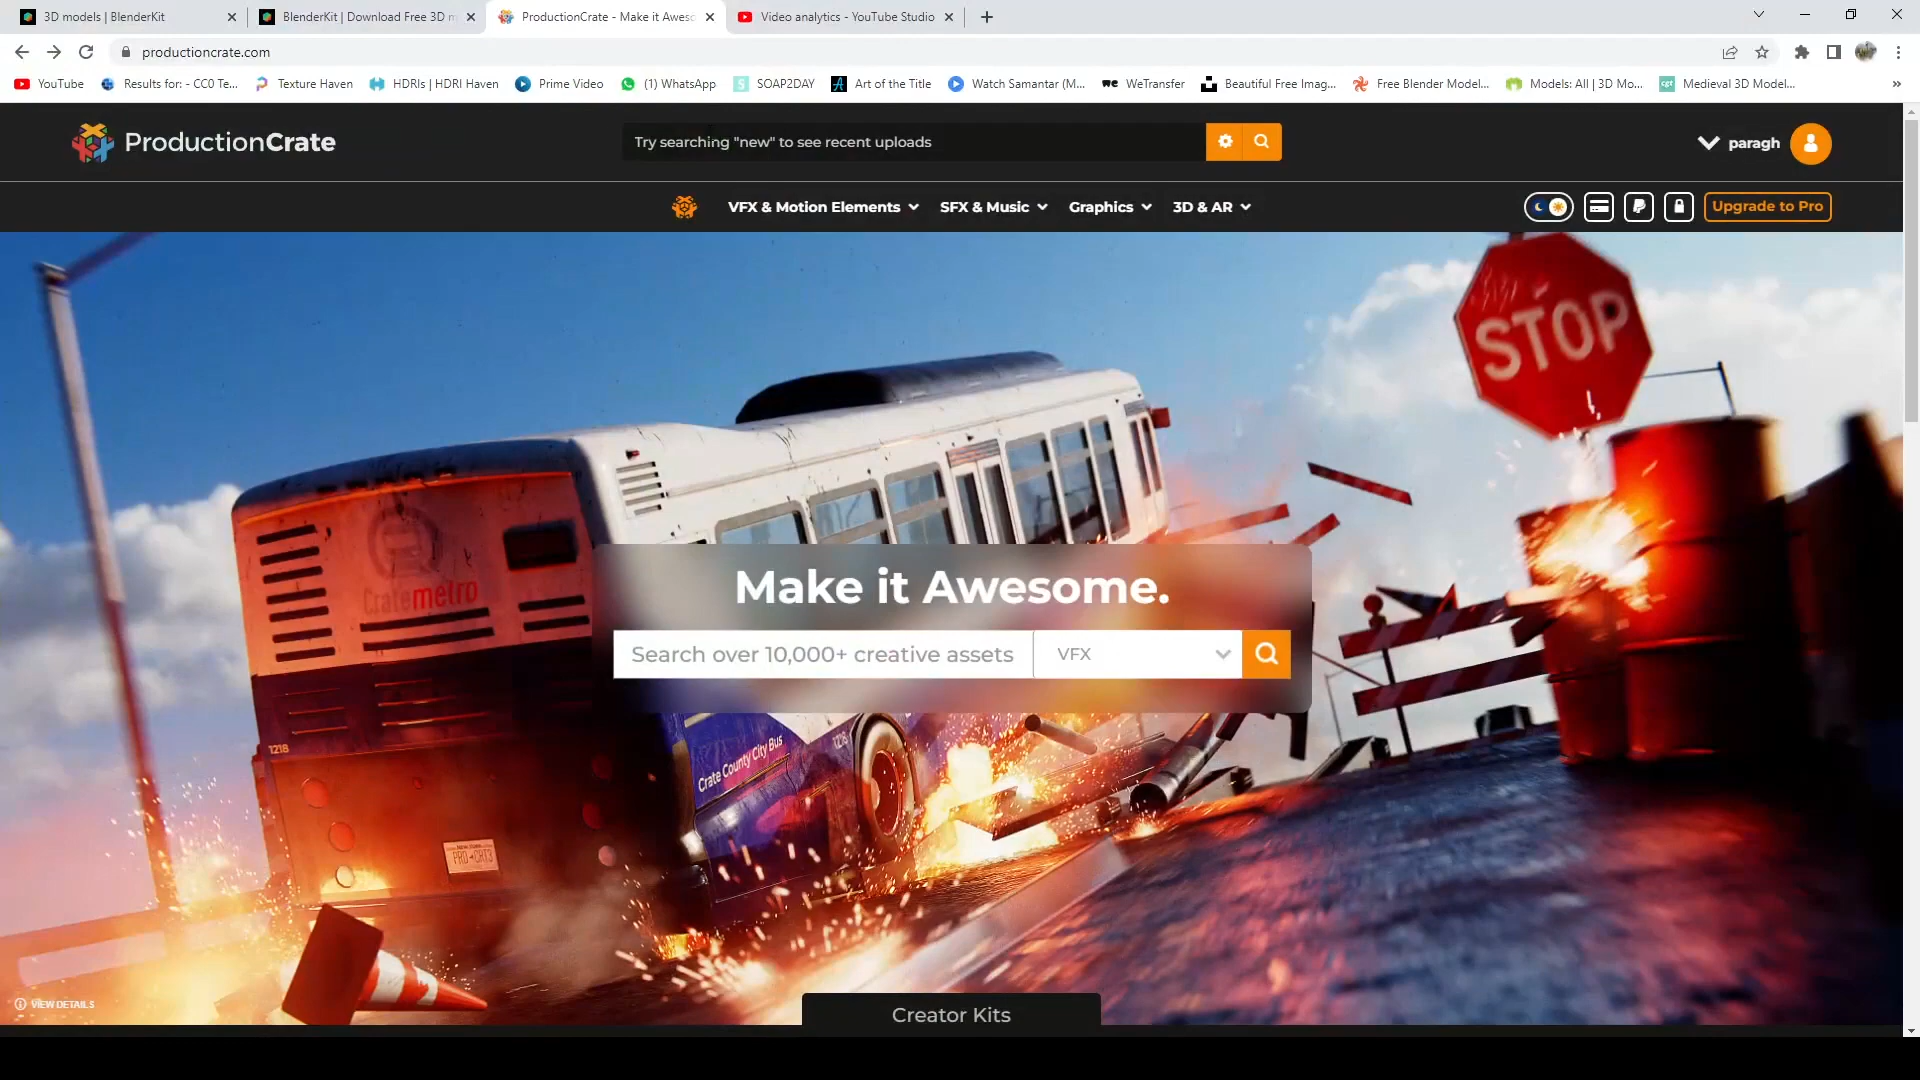 3D models | BlenderKit
BlenderKit | Download Free 3D m
ProductionCrate - Make it Aweso
Video analytics - YouTube Studio
productioncrate.com
YouTube
Results for: - CC0 Te...
Texture Haven
HDRIs | HDRI Haven
Prime Video
(1) WhatsApp
SOAP2DAY
Art of the Title
Watch Samantar (M...
WeTransfer
Beautiful Free Imag...
Free Blender Model...
Models: All | 3D Mo...
Medieval 3D Model...
ProductionCrate
Try searching "new" to see recent uploads
paragh
VFX & Motion Elements
SFX & Music
Graphics
3D & AR
Upgrade to Pro
STOP
Cratemetro
Make it Awesome.
Search over 10,000+ creative assets
VFX
1218
Crate County City Bus
1218
PRD-CRT3
VIEW DETAILS
Creator Kits